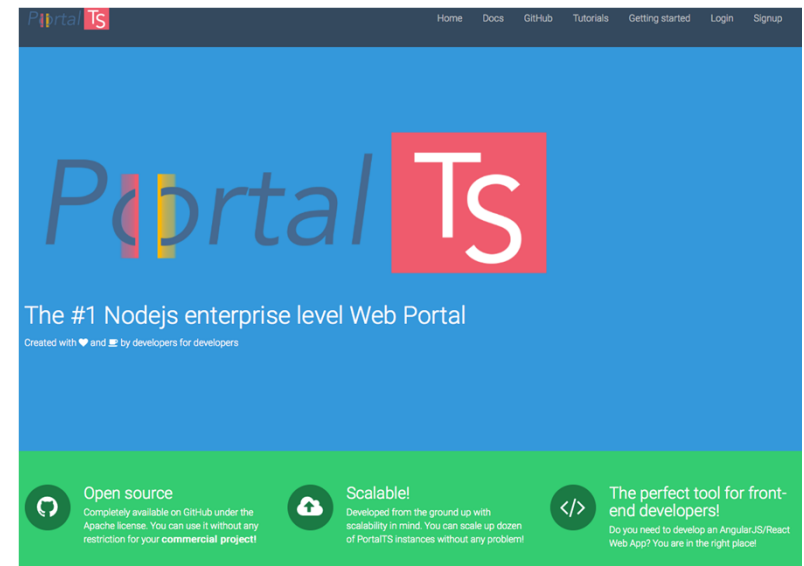 Portal TS
Home Docs GitHub Tutorials Getting started Login Signup
Portal TS
The #1 Nodejs enterprise level Web Portal
Created with and by developers for developers
Open source
Completely available on GitHub under the
Apache license. You can use it without any
restriction for your commercial project!
Scalable!
Developed from the ground up with
scalability in mind. You can scale up dozen
of PortalTS instances without any problem!
</>
The perfect tool for front-
end developers!
Do you need to develop an AngularJS/React
Web App? You are in the right place!